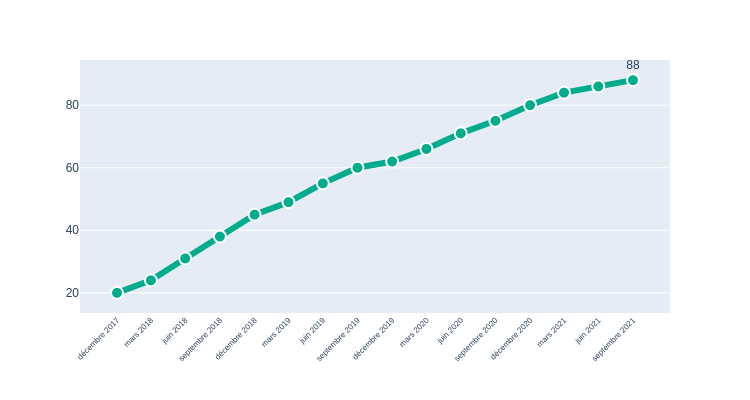 88
80
60
40
20
décembre 2017
mars 2018
juin 2018
septembre 2018
décembre 2018
mars 2019
juin 2019
septembre 2019
décembre 2019
mars 2020
juin 2020
septembre 2020
décembre 2020
mars 2021
juin 2021
septembre 2021